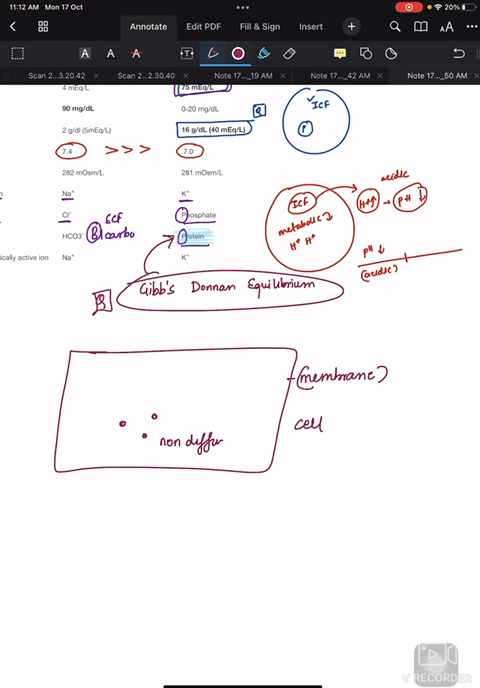 11:12 AM Mon 17 Oct
20%
Annotate Edit PDF Fill & Sign Insert
Scan 2...3.20.42 Scan 2...2.30.40 Note 17..._19 AM Note 17..._42 AM Note 17..._50 AM
4 mEq/L 75 mEq/L
90 mg/dL 0-20 mg/dL
2 g/dl (5mEq/L) 16 g/dL (40 mEq/L)
Q
ICF
P
7.4 > > > 7.0
282 mOsm/L 281 mOsm/L
Na+ K+
Cl- Phosphate
HCO3- Protein
ECF
Bicarbo
ically active ion Na+ K+
acidic
ICF H+↑ → PH ↓
metabolic
H+ H+
PH ↓
(acidic)
Q Gibb's Donnan Equilibrium
(membrane)
cell
non diffu
V RECORDER